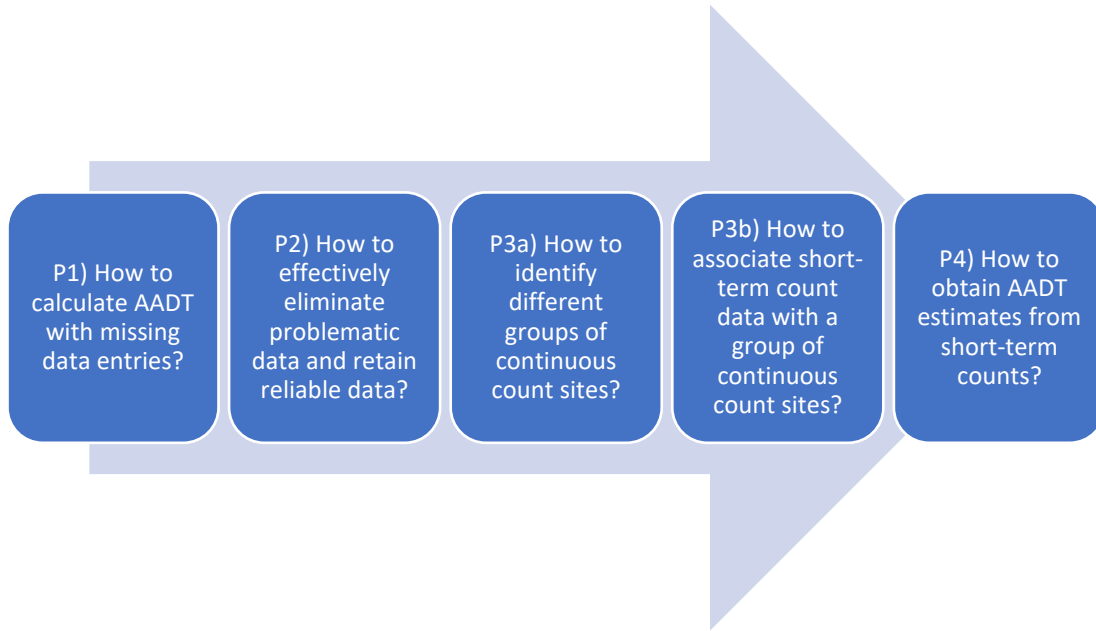 P1) How to
calculate AADT
with missing
data entries?
P2) How to
effectively
eliminate
problematic
data and retain
reliable data?
P3a) How to
identify
different
groups of
continuous
count sites?
P3b) How to
associate short-
term count
data with a
group of
continuous
count sites?
P4) How to
obtain AADT
estimates from
short-term
counts?